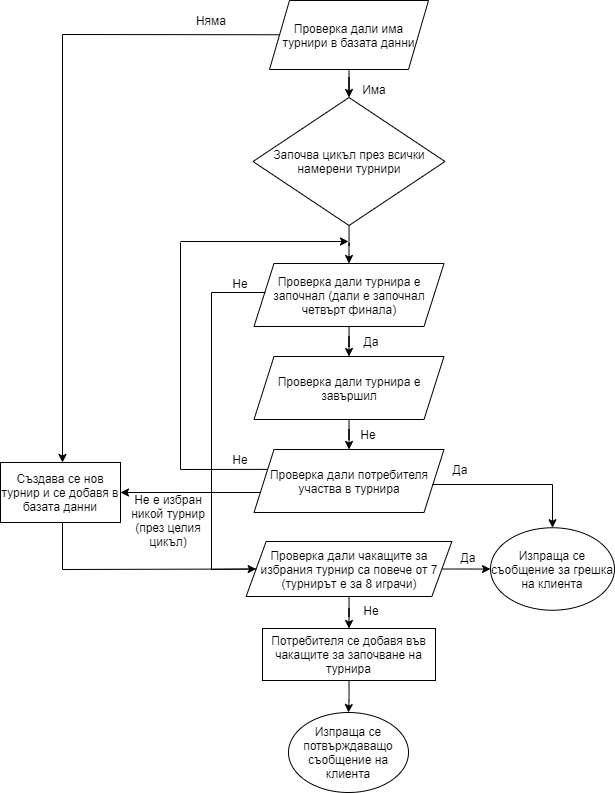 Няма
Проверка дали има
турнири в базата данни
Има
Започва цикъл през всички
намерени турнири
Не
Проверка дали турнира е
започнал (дали е започнал
четвърт финала)
Да
Проверка дали турнира е
завършил
Не
Не
Проверка дали потребителя
участва в турнира
Да
Създава се нов
турнир и се добавя в
базата данни
Не е избран
никой турнир
(през целия
цикъл)
Проверка дали чакащите за
избрания турнир са повече от 7
(турнирът е за 8 играчи)
Да
Изпраща се
съобщение за грешка
на клиента
Не
Потребителя се добавя във
чакащите за започване на
турнира
Изпраща се
потвърждаващо
съобщение на
клиента